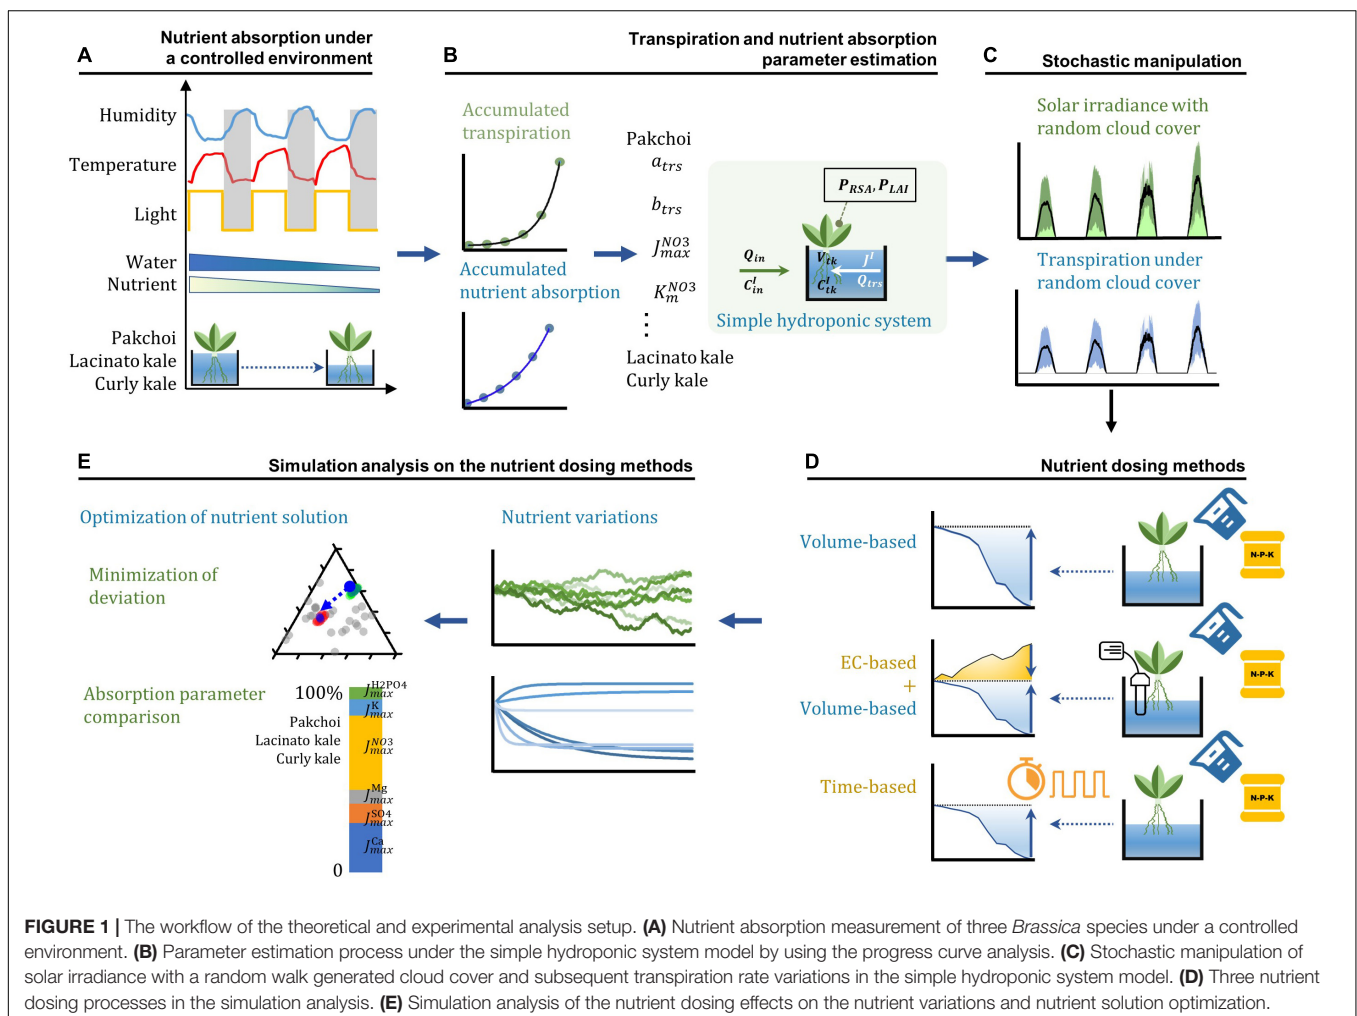 A
Nutrient absorption under
a controlled environment
Humidity
Temperature
Light
Water
Nutrient
Pakchoi
Lacinato kale
Curly kale
B
Transpiration and nutrient absorption
parameter estimation
Accumulated
transpiration
Accumulated
nutrient absorption
Pakchoi
a_trs
b_trs
J_max^NO3
K_m^NO3
⋮
Lacinato kale
Curly kale
P_RSA, P_LAI
Q_in
C_in^I
V_tk
C_tk^I
J^I
Q_trs
Simple hydroponic system
C
Stochastic manipulation
Solar irradiance with
random cloud cover
Transpiration under
random cloud cover
D
Nutrient dosing methods
Volume-based
N-P-K
EC-based
+
Volume-based
N-P-K
Time-based
N-P-K
E
Simulation analysis on the nutrient dosing methods
Optimization of nutrient solution
Minimization of
deviation
Absorption parameter
comparison
100%
Pakchoi
Lacinato kale
Curly kale
0
J_max^H2PO4
J_max^K
J_max^NO3
J_max^Mg
J_max^SO4
J_max^Ca
Nutrient variations
FIGURE 1 | The workflow of the theoretical and experimental analysis setup. (A) Nutrient absorption measurement of three Brassica species under a controlled
environment. (B) Parameter estimation process under the simple hydroponic system model by using the progress curve analysis. (C) Stochastic manipulation of
solar irradiance with a random walk generated cloud cover and subsequent transpiration rate variations in the simple hydroponic system model. (D) Three nutrient
dosing processes in the simulation analysis. (E) Simulation analysis of the nutrient dosing effects on the nutrient variations and nutrient solution optimization.